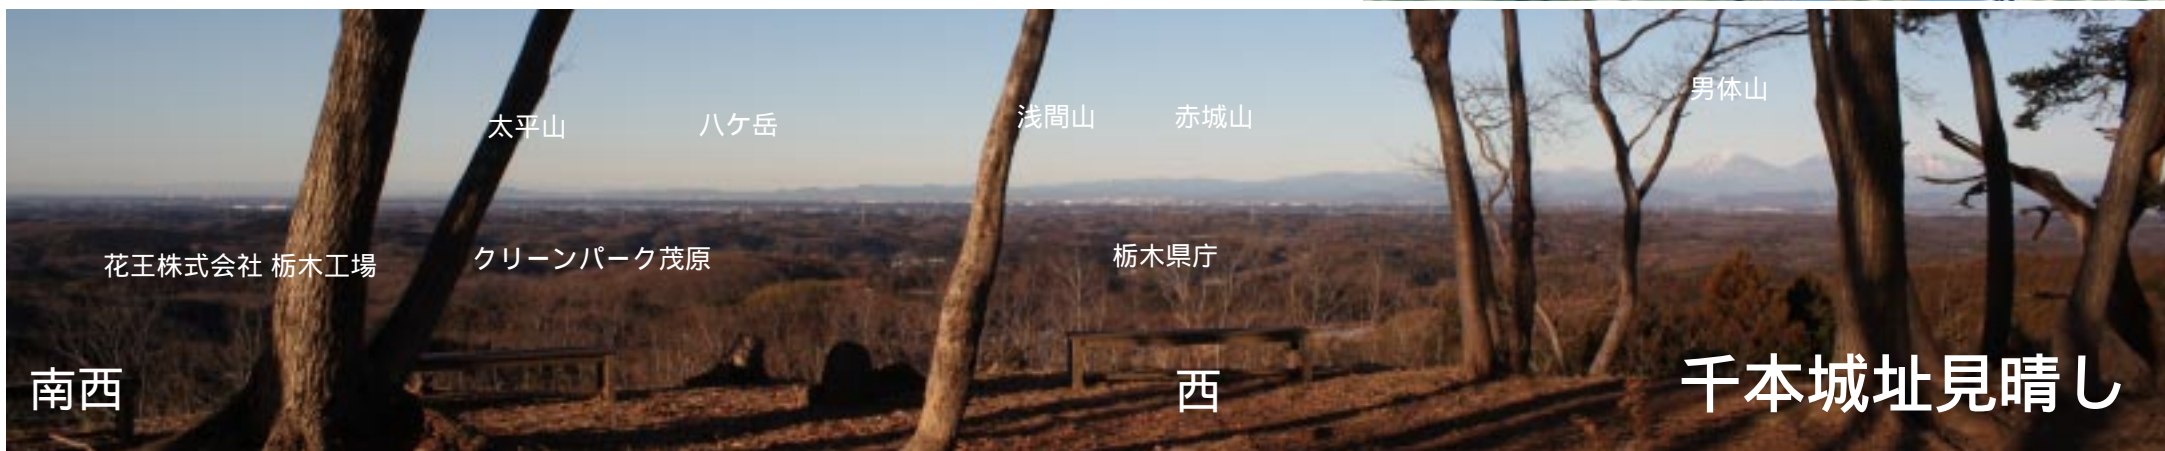 男体山
太平山
八ケ岳
浅間山
赤城山
花王株式会社 栃木工場
クリーンパーク茂原
栃木県庁
南西
西
千本城址見晴し